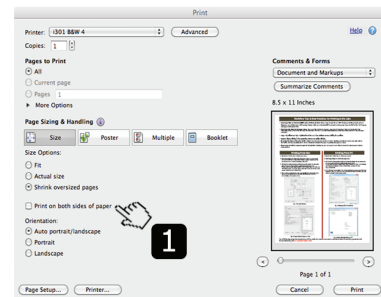 Print
Printer: i301 B&W 4 Advanced Help ?
Copies: 1
Pages to Print
All
Current page
Pages 1
More Options
Comments & Forms
Document and Markups
Summarize Comments
Page Sizing & Handling i
Size Poster Multiple Booklet
8.5 x 11 Inches
Size Options:
Fit
Actual size
Shrink oversized pages
Print on both sides of paper
Orientation:
Auto portrait/landscape
Portrait
Landscape
1
< >
Page 1 of 1
Page Setup... Printer... Cancel Print